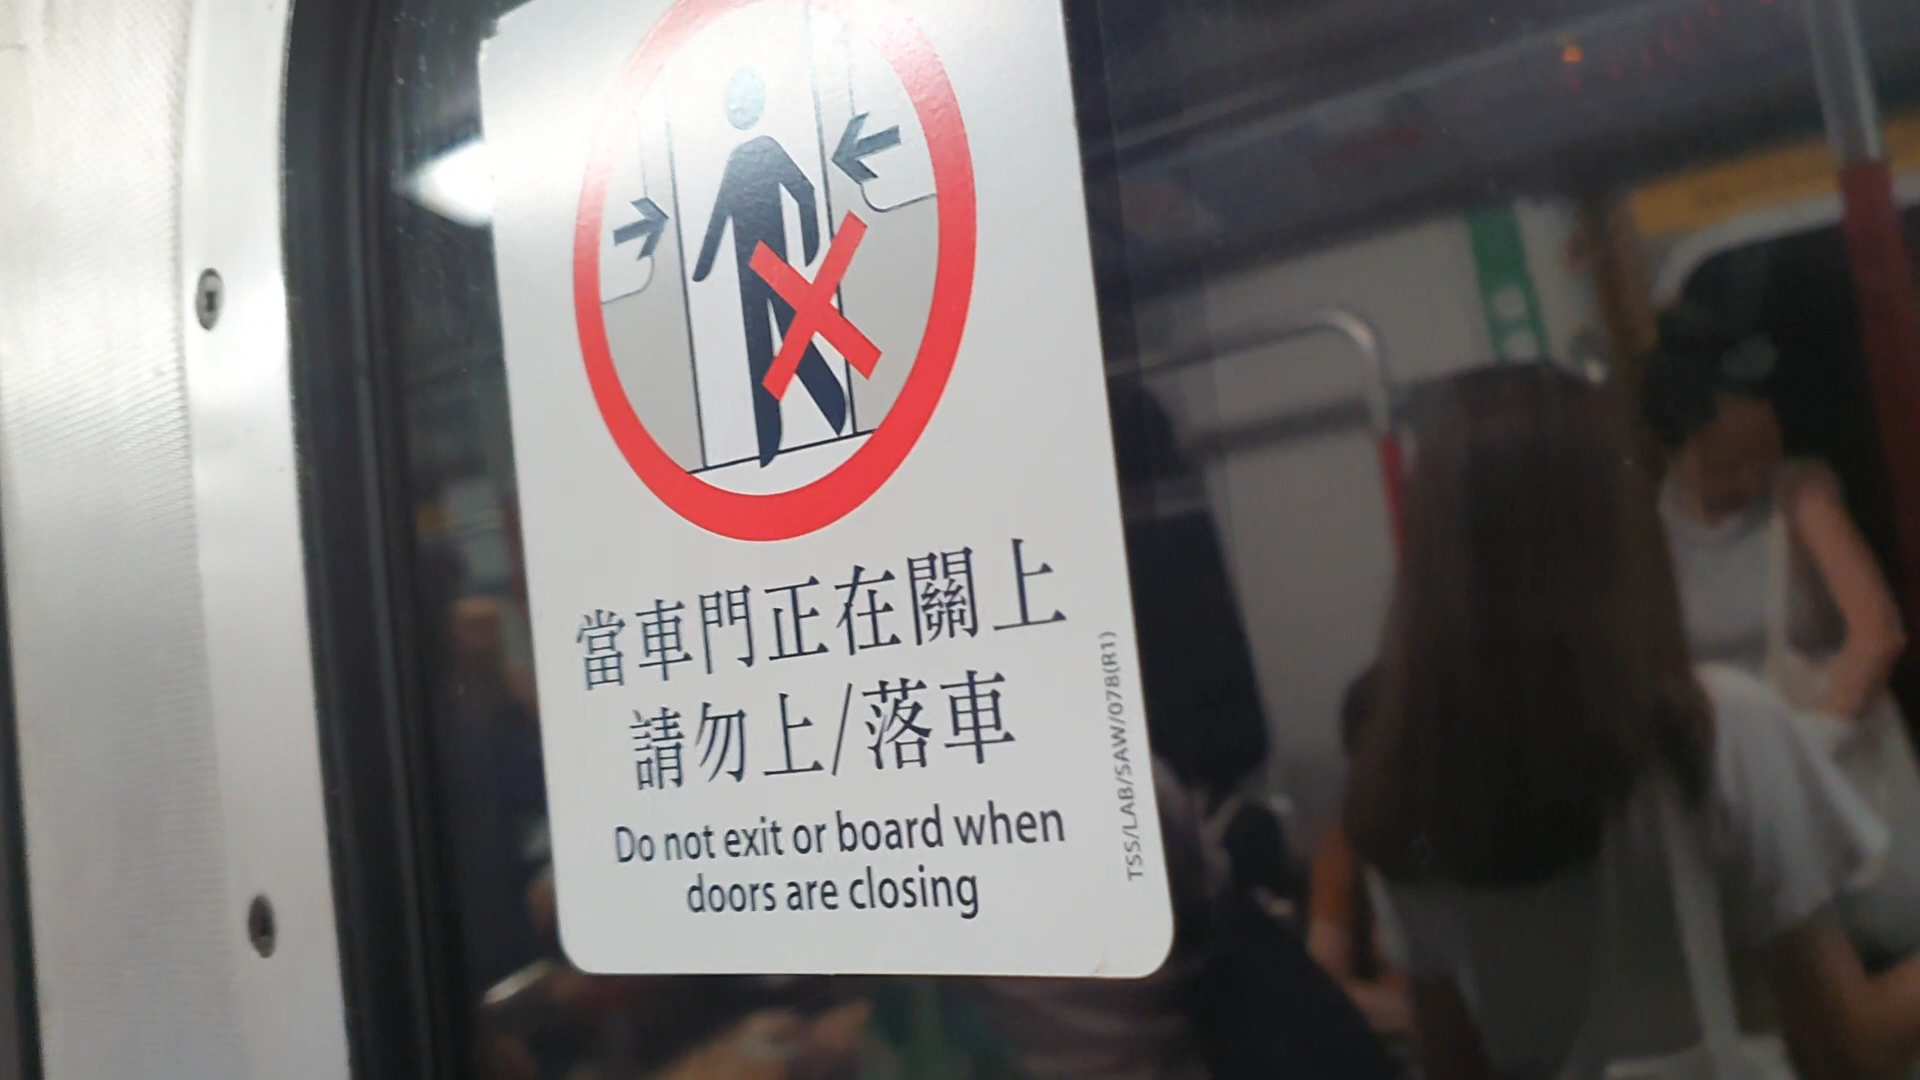 當車門正在關上
請勿上/落車
Do not exit or board when
doors are closing
TSS/LAB/SAW/078(R1)